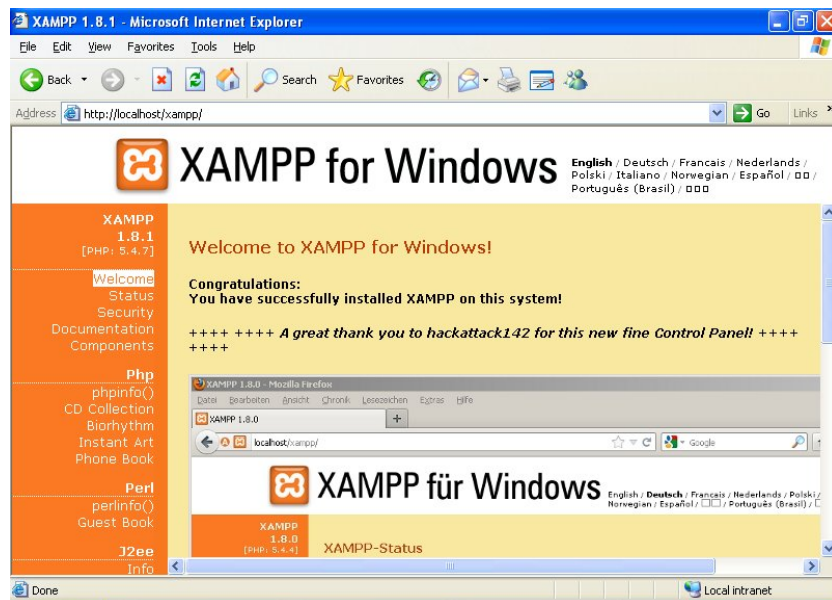 XAMPP 1.8.1 - Microsoft Internet Explorer
File Edit View Favorites Tools Help
Back Search Favorites
Address http://localhost/xampp/ Go Links
XAMPP for Windows
English / Deutsch / Francais / Nederlands /
Polski / Italiano / Norwegian / Español / □□ /
Português (Brasil) / □□□
XAMPP
1.8.1
[PHP: 5.4.7]
Welcome
Status
Security
Documentation
Components
Php
phpinfo()
CD Collection
Biorhythm
Instant Art
Phone Book
Perl
perlinfo()
Guest Book
J2ee
Info
Welcome to XAMPP for Windows!
Congratulations:
You have successfully installed XAMPP on this system!
++++ ++++ A great thank you to hackattack142 for this new fine Control Panel! ++++
++++
XAMPP 1.8.0 - Mozilla Firefox
Datei Bearbeiten Ansicht Chronik Lesezeichen Extras Hilfe
XAMPP 1.8.0 +
localhost/xampp/ Google
XAMPP für Windows
English / Deutsch / Francais / Nederlands / Polski /
Norwegian / Español / □□ / Português (Brasil) /
XAMPP
1.8.0
[PHP: 5.4.4]
XAMPP-Status
Done Local intranet